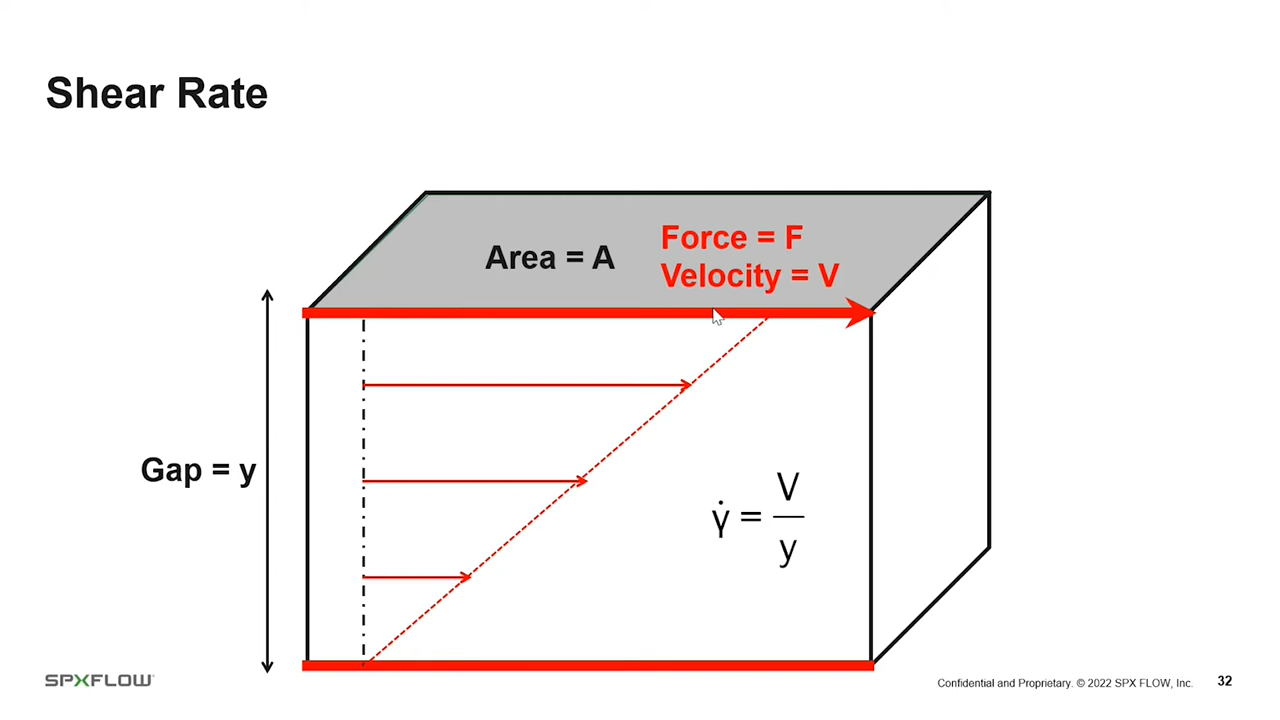 Shear Rate
Area = A
Force = F
Velocity = V
Gap = y
γ̇ = V
y
SPXFLOW
Confidential and Proprietary. © 2022 SPX FLOW, Inc.
32